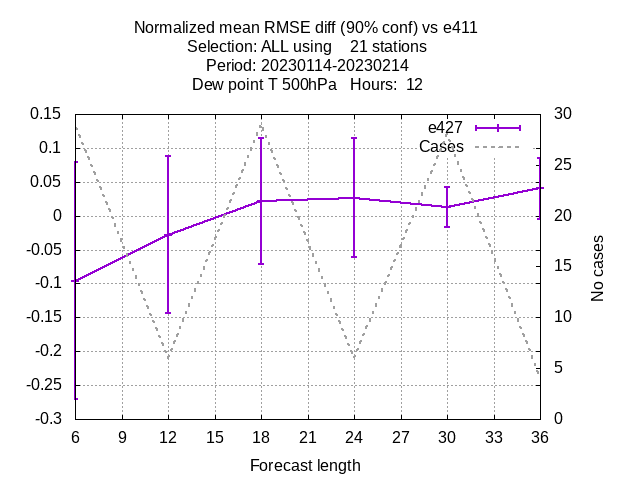 Normalized mean RMSE diff (90% conf) vs e411
Selection: ALL using    21 stations
Period: 20230114-20230214
Dew point T 500hPa   Hours:  12
0.15
0.1
0.05
0
-0.05
-0.1
-0.15
-0.2
-0.25
-0.3
e427
Cases
30
25
20
15
10
5
0
No cases
6 9 12 15 18 21 24 27 30 33 36
Forecast length